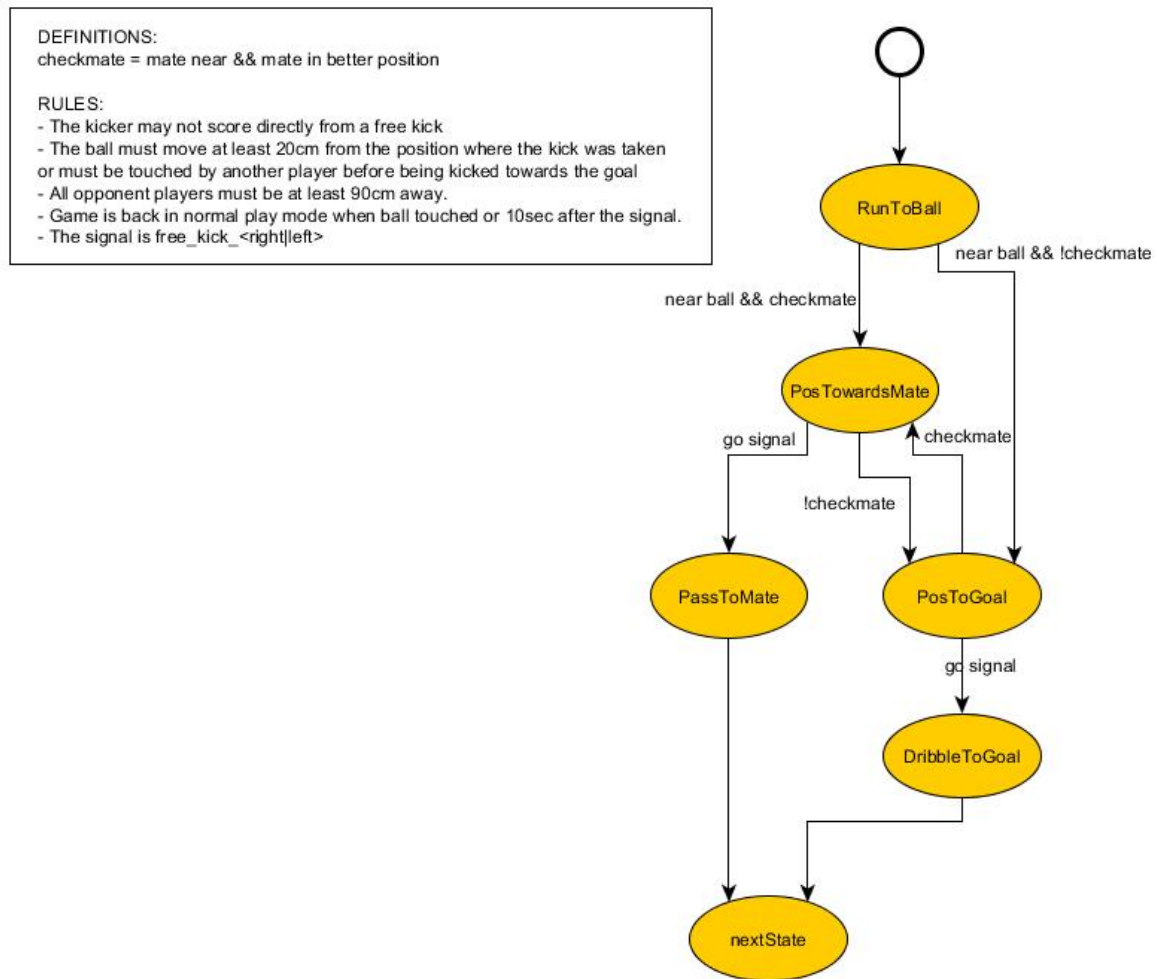 DEFINITIONS:
checkmate = mate near && mate in better position
RULES:
- The kicker may not score directly from a free kick
- The ball must move at least 20cm from the position where the kick was taken
or must be touched by another player before being kicked towards the goal
- All opponent players must be at least 90cm away.
- Game is back in normal play mode when ball touched or 10sec after the signal.
- The signal is free_kick_<right|left>
RunToBall
near ball && !checkmate
near ball && checkmate
PosTowardsMate
go signal
checkmate
!checkmate
PassToMate
PosToGoal
go signal
DribbleToGoal
nextState